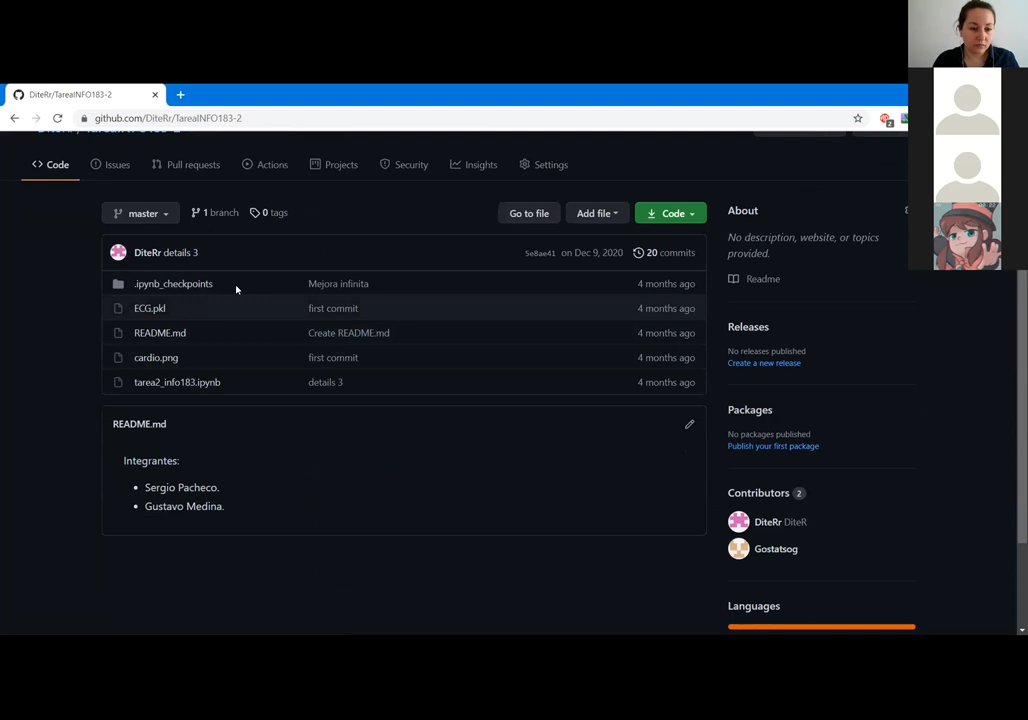 DiteRr/TareaINFO183-2
github.com/DiteRr/TareaINFO183-2
2
DiteRr / TareaINFO183-2
Code Issues Pull requests Actions Projects Security Insights Settings
master 1 branch 0 tags Go to file Add file Code
DiteRr details 3 5e8ae41 on Dec 9, 2020 20 commits
.ipynb_checkpoints Mejora infinita 4 months ago
ECG.pkl first commit 4 months ago
README.md Create README.md 4 months ago
cardio.png first commit 4 months ago
tarea2_info183.ipynb details 3 4 months ago
README.md
Integrantes:
Sergio Pacheco.
Gustavo Medina.
About
No description, website, or topics
provided.
Readme
Releases
No releases published
Create a new release
Packages
No packages published
Publish your first package
Contributors 2
DiteRr DiteR
Gostatsog
Languages